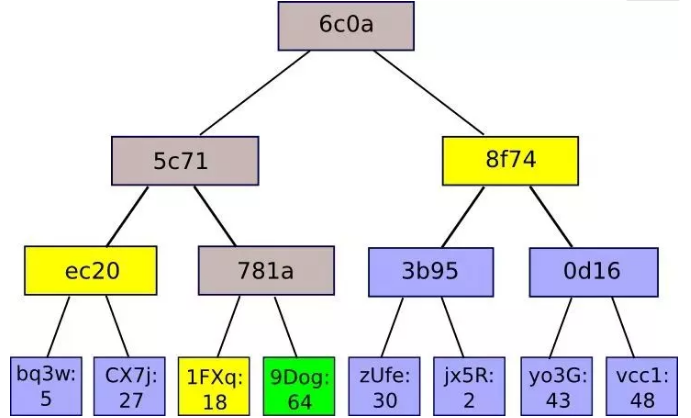 6c0a
5c71
8f74
ec20
781a
3b95
0d16
bq3w:
5
CX7j:
27
1FXq:
18
9Dog:
64
zUfe:
30
jx5R:
2
yo3G:
43
vcc1:
48